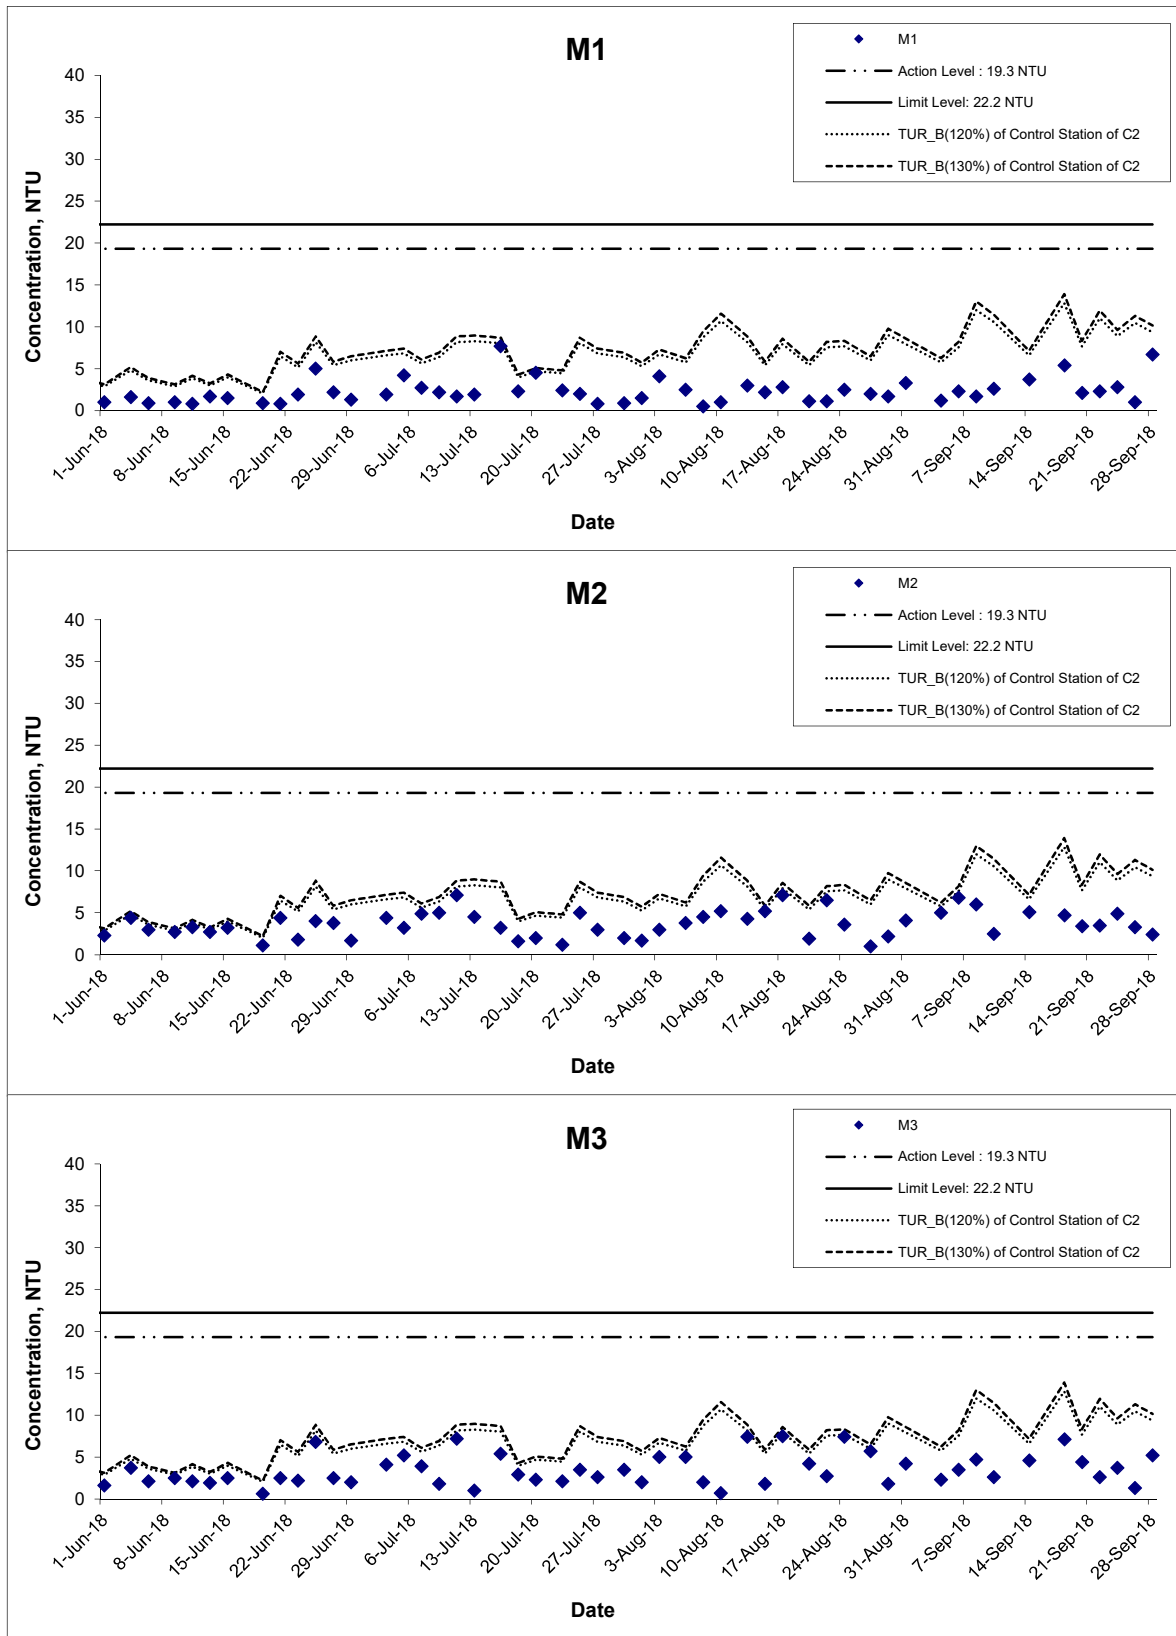 M1
M1
Action Level : 19.3 NTU
Limit Level: 22.2 NTU
TUR_B(120%) of Control Station of C2
TUR_B(130%) of Control Station of C2
Concentration, NTU
40
35
30
25
20
15
10
5
0
1-Jun-18
8-Jun-18
15-Jun-18
22-Jun-18
29-Jun-18
6-Jul-18
13-Jul-18
20-Jul-18
27-Jul-18
3-Aug-18
10-Aug-18
17-Aug-18
24-Aug-18
31-Aug-18
7-Sep-18
14-Sep-18
21-Sep-18
28-Sep-18
Date
M2
M2
Action Level : 19.3 NTU
Limit Level: 22.2 NTU
TUR_B(120%) of Control Station of C2
TUR_B(130%) of Control Station of C2
Concentration, NTU
40
35
30
25
20
15
10
5
0
1-Jun-18
8-Jun-18
15-Jun-18
22-Jun-18
29-Jun-18
6-Jul-18
13-Jul-18
20-Jul-18
27-Jul-18
3-Aug-18
10-Aug-18
17-Aug-18
24-Aug-18
31-Aug-18
7-Sep-18
14-Sep-18
21-Sep-18
28-Sep-18
Date
M3
M3
Action Level : 19.3 NTU
Limit Level: 22.2 NTU
TUR_B(120%) of Control Station of C2
TUR_B(130%) of Control Station of C2
Concentration, NTU
40
35
30
25
20
15
10
5
0
1-Jun-18
8-Jun-18
15-Jun-18
22-Jun-18
29-Jun-18
6-Jul-18
13-Jul-18
20-Jul-18
27-Jul-18
3-Aug-18
10-Aug-18
17-Aug-18
24-Aug-18
31-Aug-18
7-Sep-18
14-Sep-18
21-Sep-18
28-Sep-18
Date